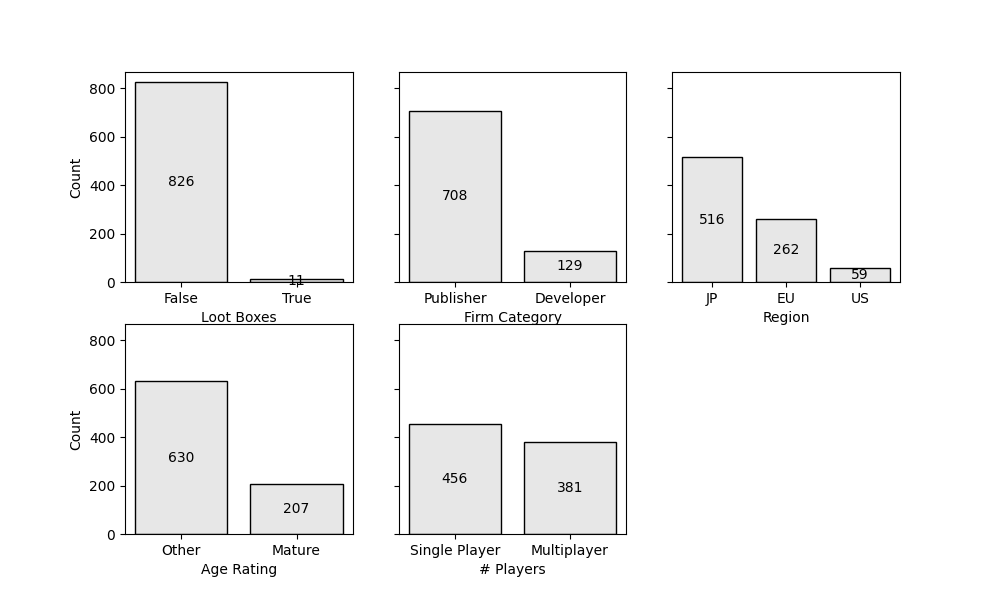 800
600
400
200
0
Count
826
11
False True
Loot Boxes
708
129
Publisher Developer
Firm Category
516
262
59
JP EU US
Region
800
600
400
200
0
Count
630
207
Other Mature
Age Rating
456
381
Single Player Multiplayer
# Players